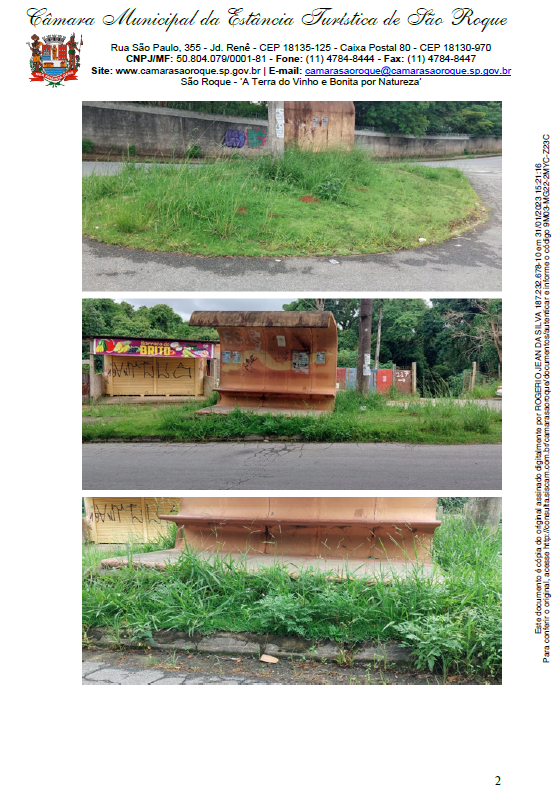 Câmara Municipal da Estância Turística de São Roque
Rua São Paulo, 355 - Jd. Renê - CEP 18135-125 - Caixa Postal 80 - CEP 18130-970
CNPJ/MF: 50.804.079/0001-81 - Fone: (11) 4784-8444 - Fax: (11) 4784-8447
Site: www.camarasaoroque.sp.gov.br | E-mail: camarasaoroque@camarasaoroque.sp.gov.br
São Roque - 'A Terra do Vinho e Bonita por Natureza'
BRITO
2
Este documento é cópia do original assinado digitalmente por ROGERIO JEAN DA SILVA 187.232.678-10 em 31/01/2023 15:21:16
Para conferir o original, acesse http://consulta.siscam.com.br/camarasaoroque/documentos/autenticar e informe o código 9M03-MG22-2MYC-Z23C